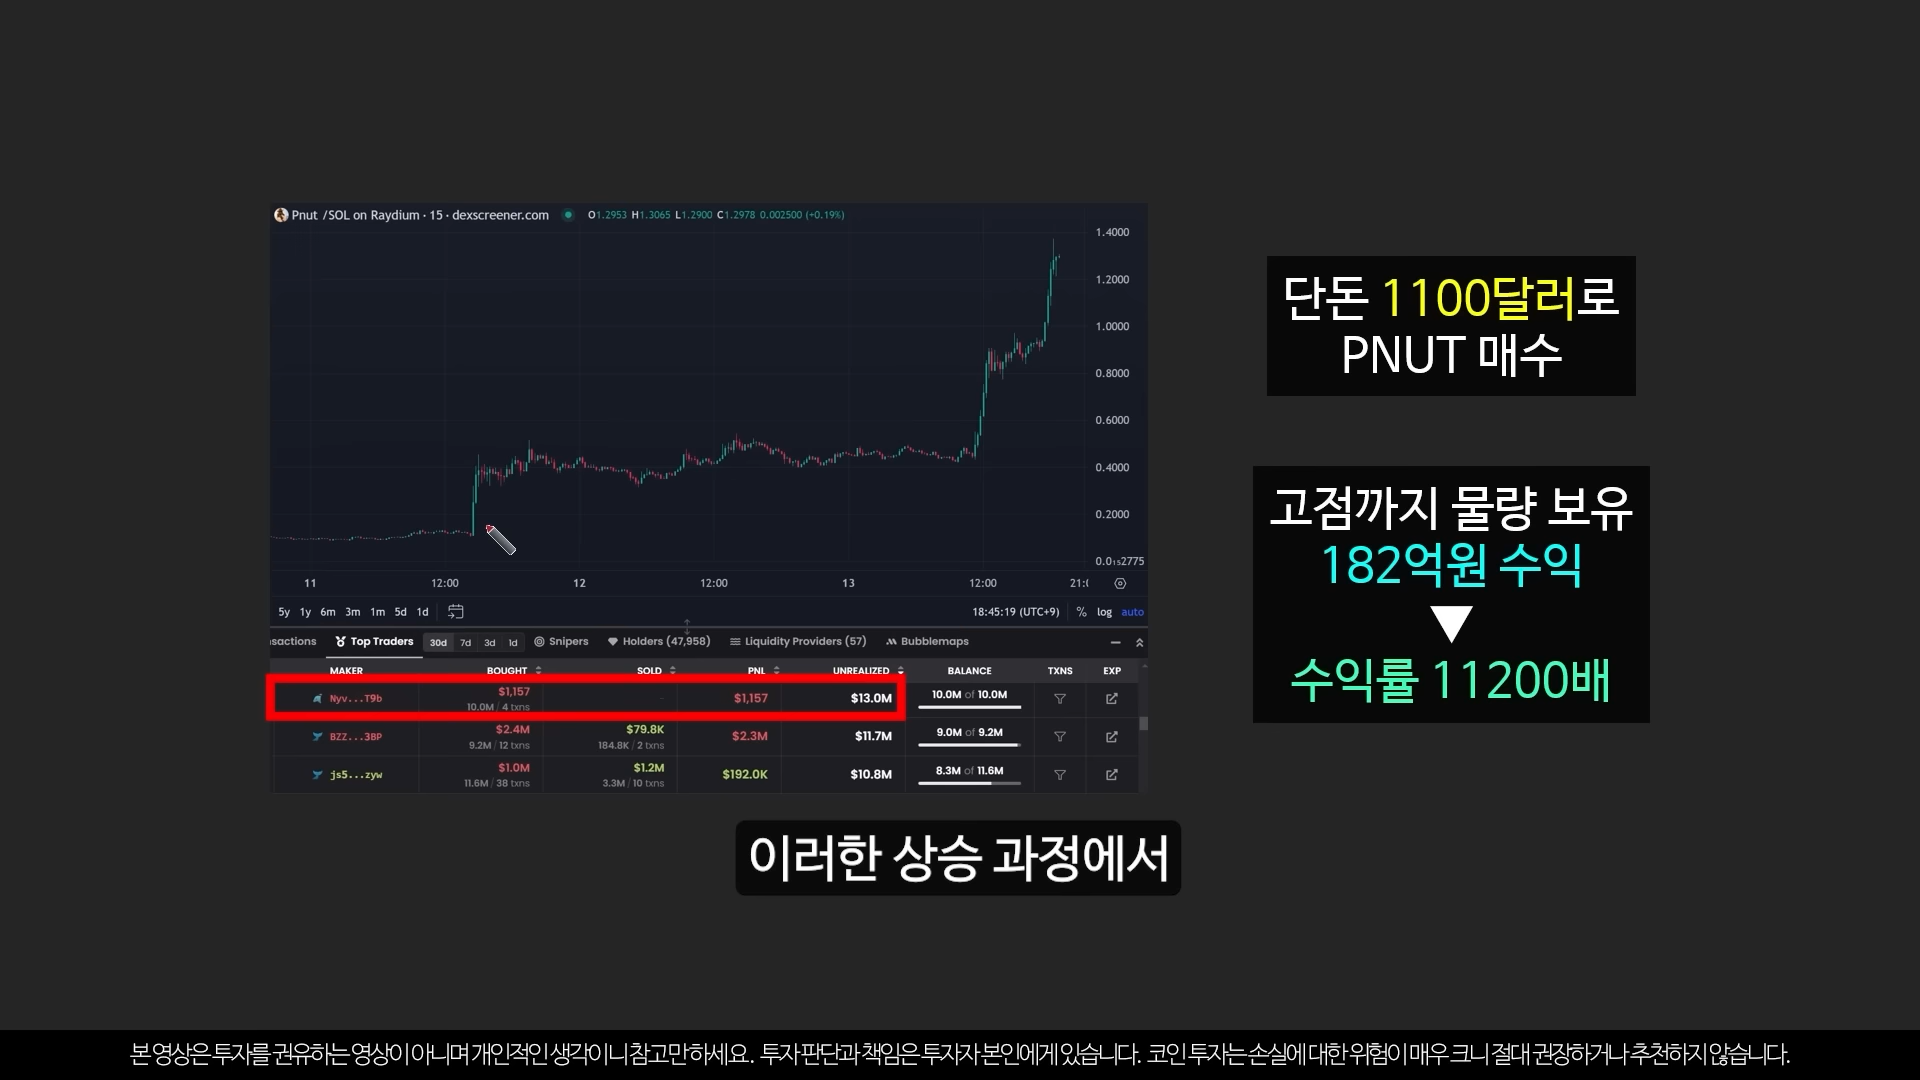 Pnut /SOL on Raydium · 15 · dexscreener.com O1.2953 H1.3065 L1.2900 C1.2978 0.002500 (+0.19%)
1.4000
1.2000
1.0000
0.8000
0.6000
0.4000
0.2000
0.0₁₅2775
11 12:00 12 12:00 13 12:00 21:(
5y 1y 6m 3m 1m 5d 1d 18:45:19 (UTC+9) % log auto
nsactions Top Traders 30d 7d 3d 1d Snipers Holders (47,958) Liquidity Providers (57) Bubblemaps
MAKER BOUGHT SOLD PNL UNREALIZED BALANCE TXNS EXP
Nyv...T9b $1,157 - $1,157 $13.0M 10.0M of 10.0M
10.0M / 4 txns
BZZ...3BP $2.4M $79.8K $2.3M $11.7M 9.0M of 9.2M
9.2M / 12 txns 184.8K / 2 txns
js5...zyw $1.0M $1.2M $192.0K $10.8M 8.3M of 11.6M
11.6M / 38 txns 3.3M / 10 txns
단돈 1100달러로
PNUT 매수
고점까지 물량 보유
182억원 수익
수익률 11200배
이러한 상승 과정에서
본 영상은 투자를 권유하는 영상이 아니며 개인적인 생각이니 참고만 하세요. 투자 판단과 책임은 투자자 본인에게 있습니다. 코인 투자는 손실에 대한 위험이 매우 크니 절대 권장하거나 추천하지 않습니다.